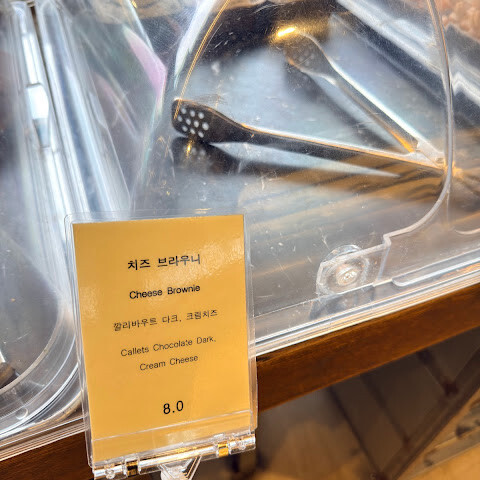 치즈 브라우니
Cheese Brownie
깔리바우트 다크, 크림치즈
Callets Chocolate Dark,
Cream Cheese
8.0